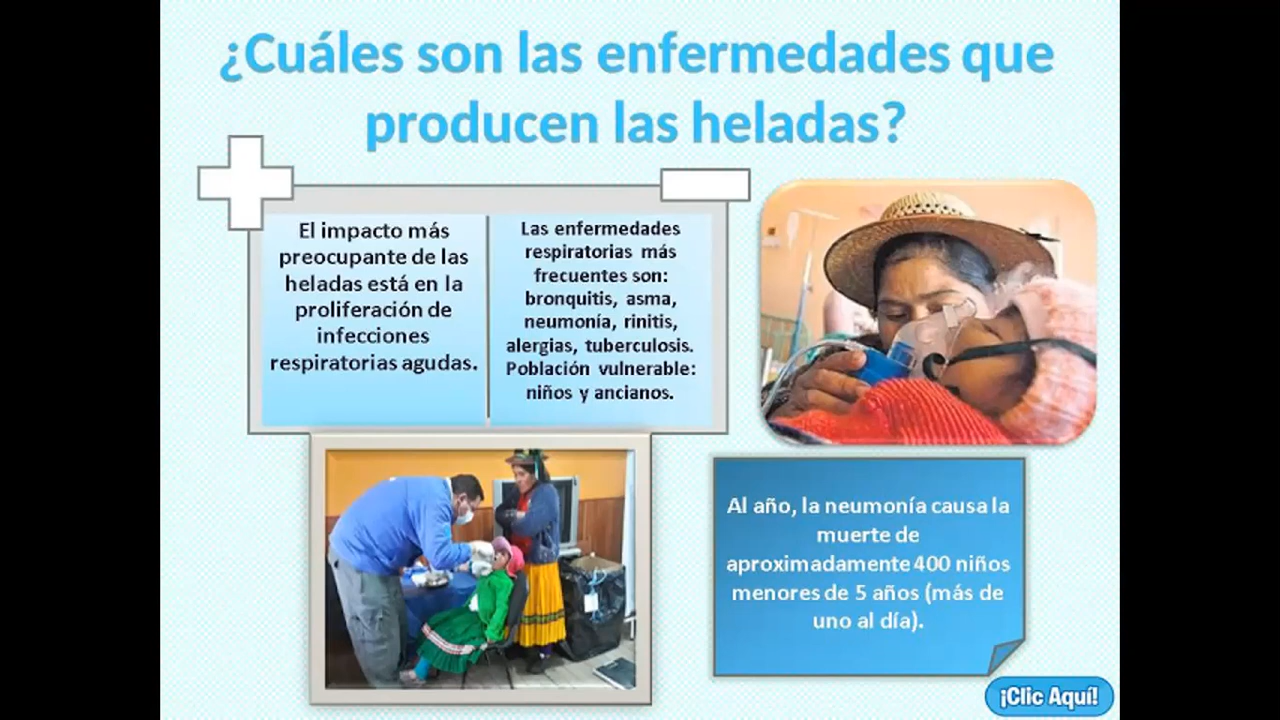 ¿Cuáles son las enfermedades que
producen las heladas?
El impacto más
preocupante de las
heladas está en la
proliferación de
infecciones
respiratorias agudas.
Las enfermedades
respiratorias más
frecuentes son:
bronquitis, asma,
neumonía, rinitis,
alergias, tuberculosis.
Población vulnerable:
niños y ancianos.
Al año, la neumonía causa la
muerte de
aproximadamente 400 niños
menores de 5 años (más de
uno al día).
¡Clic Aquí!